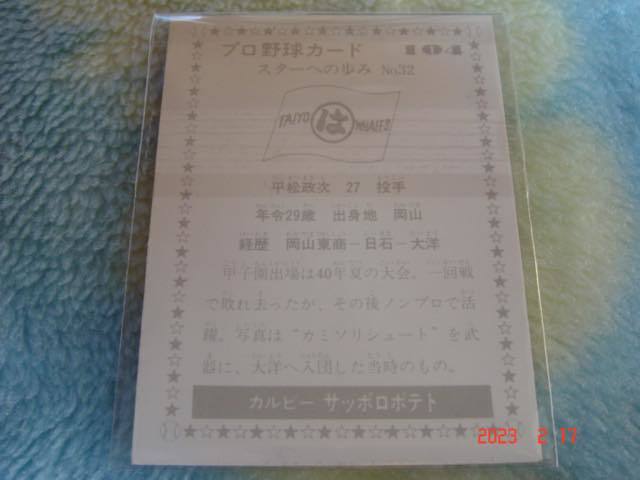 プロ野球カード 104
スターへの歩み No.32
TAIYO は WHALES
平松政次 27 投手
年令29歳 出身地 岡山
経歴 岡山東商－日石－大洋
甲子園出場は40年夏の大会。一回戦
で敗れ去ったが、その後ノンプロで活
躍。写真は“カミソリシュート”を武
器に、大洋へ入団した当時のもの。
カルビー サッポロポテト
2023 2 17